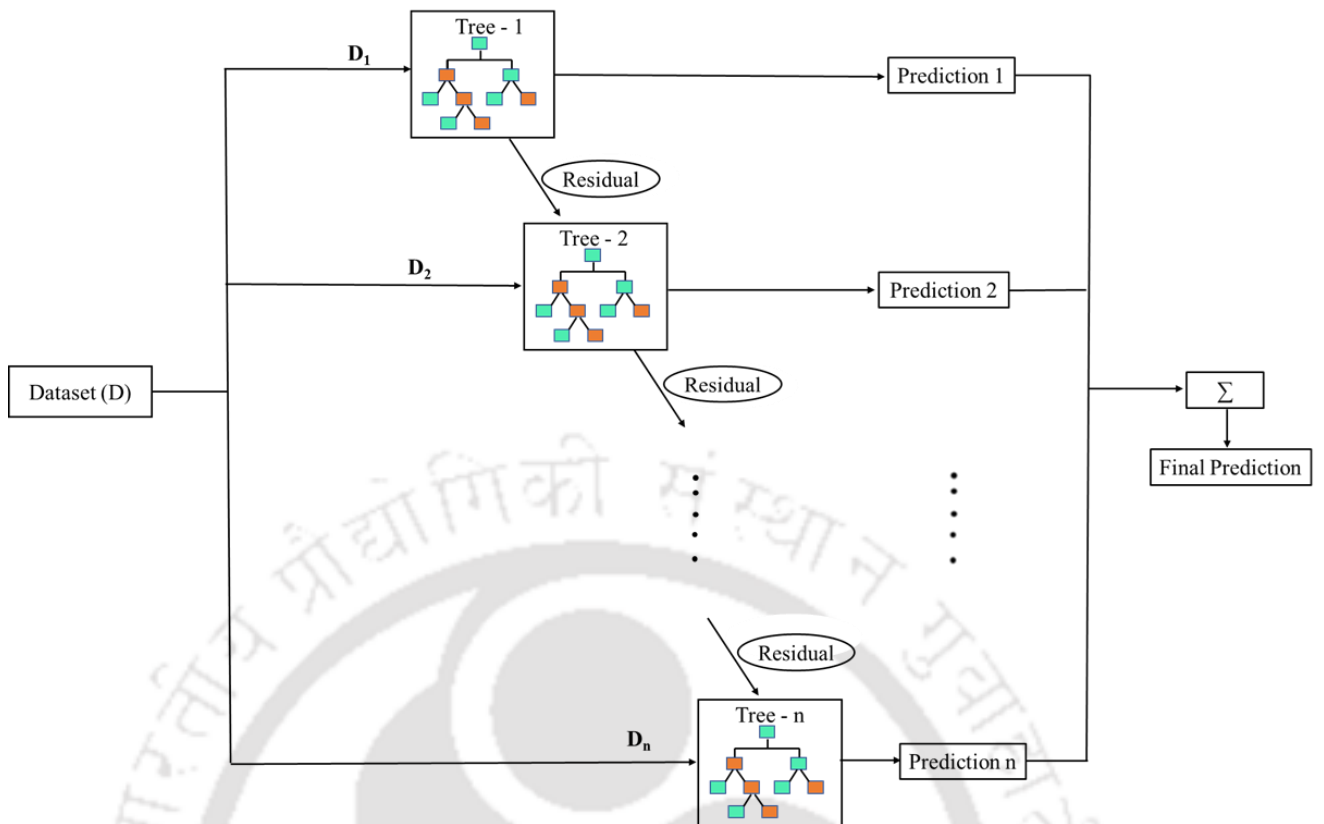 Tree - 1
D₁
Prediction 1
Residual
Tree - 2
D₂
Prediction 2
Residual
Dataset (D)
∑
Final Prediction
भारतीय प्रौद्योगिकी संस्थान
Residual
Tree - n
Dₙ
Prediction n